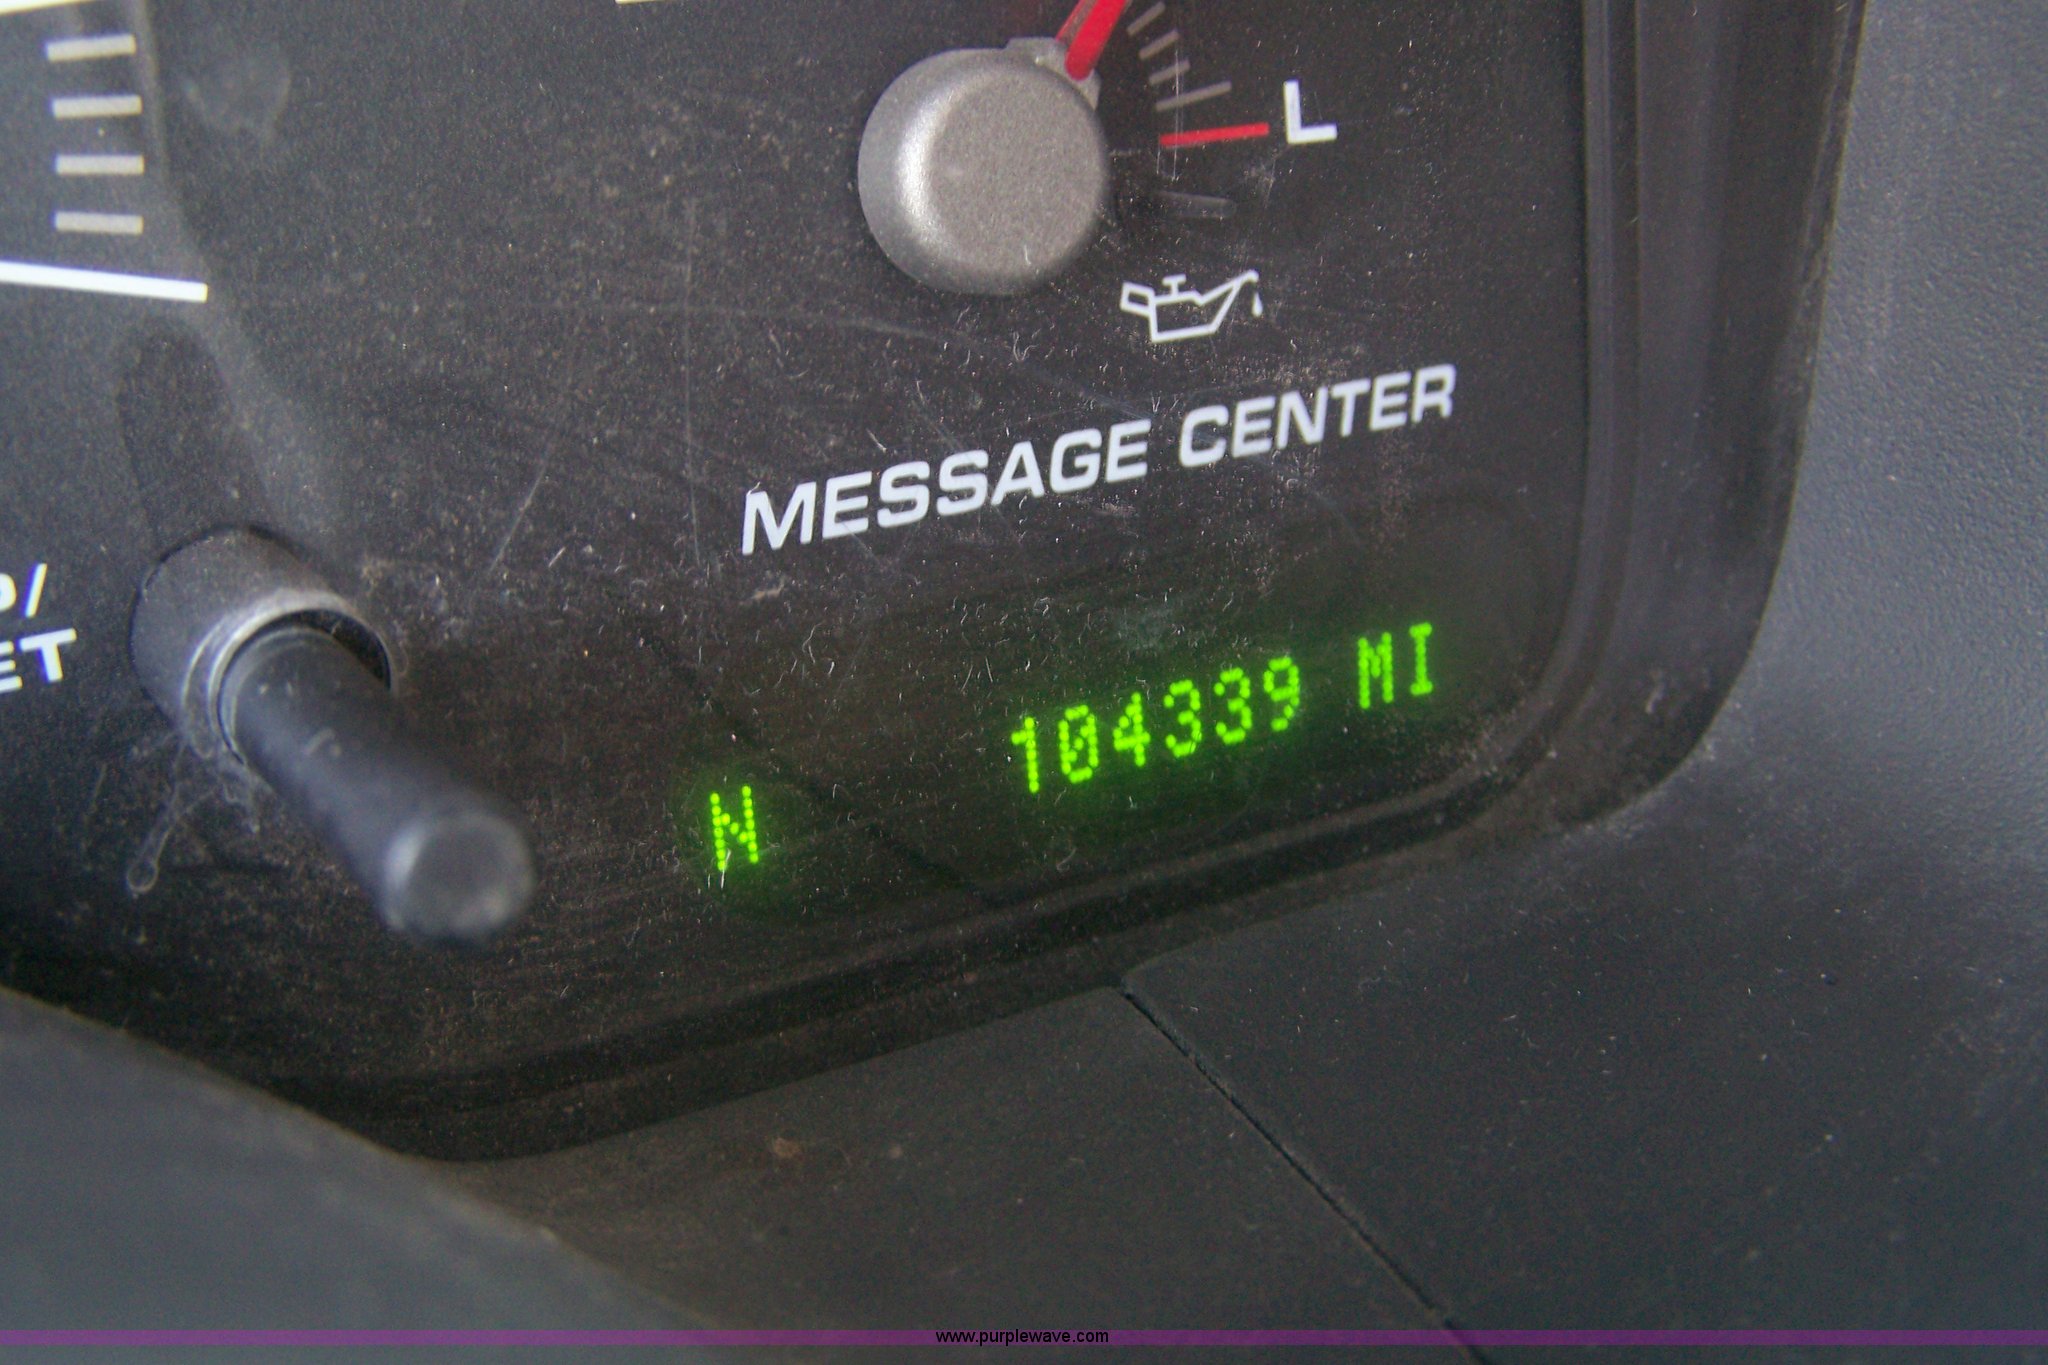 L
MESSAGE CENTER
/
ET
N 104339 MI
www.purplewave.com